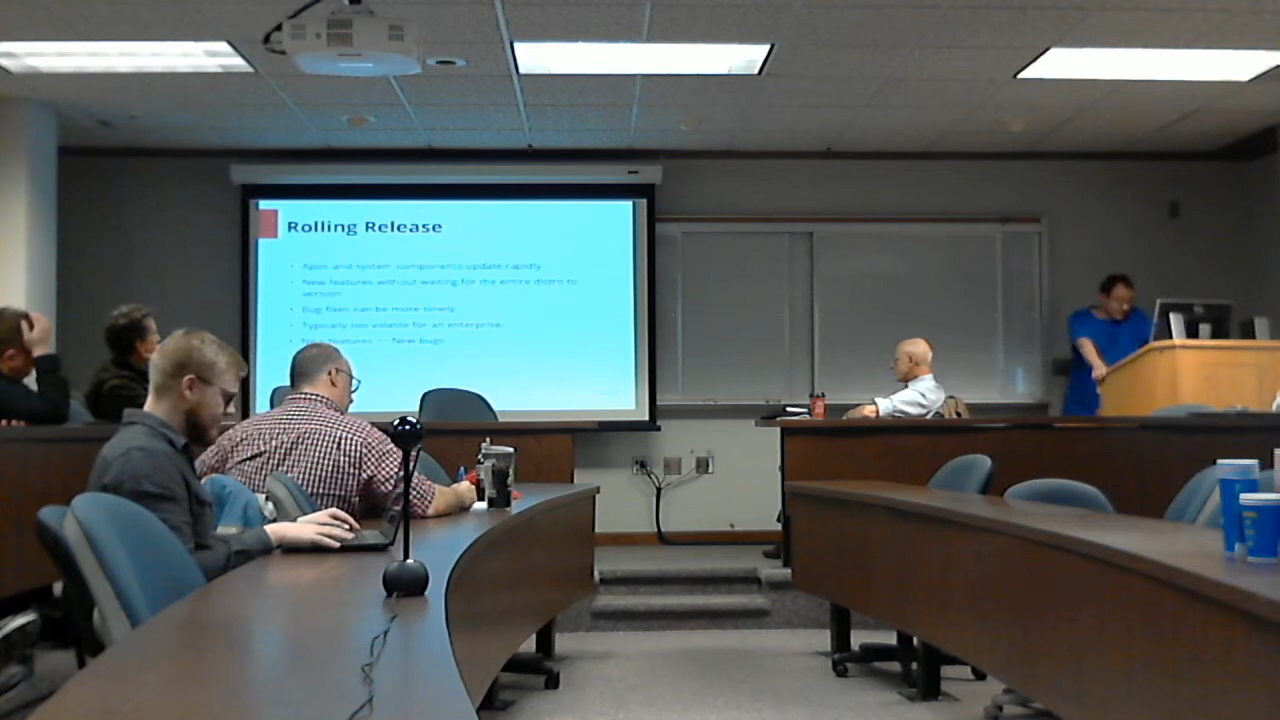 Rolling Release
Apps and system components update rapidly
New features without waiting for the entire distro to
version
Bug fixes can be more timely
Typically too volatile for an enterprise
New features = New bugs